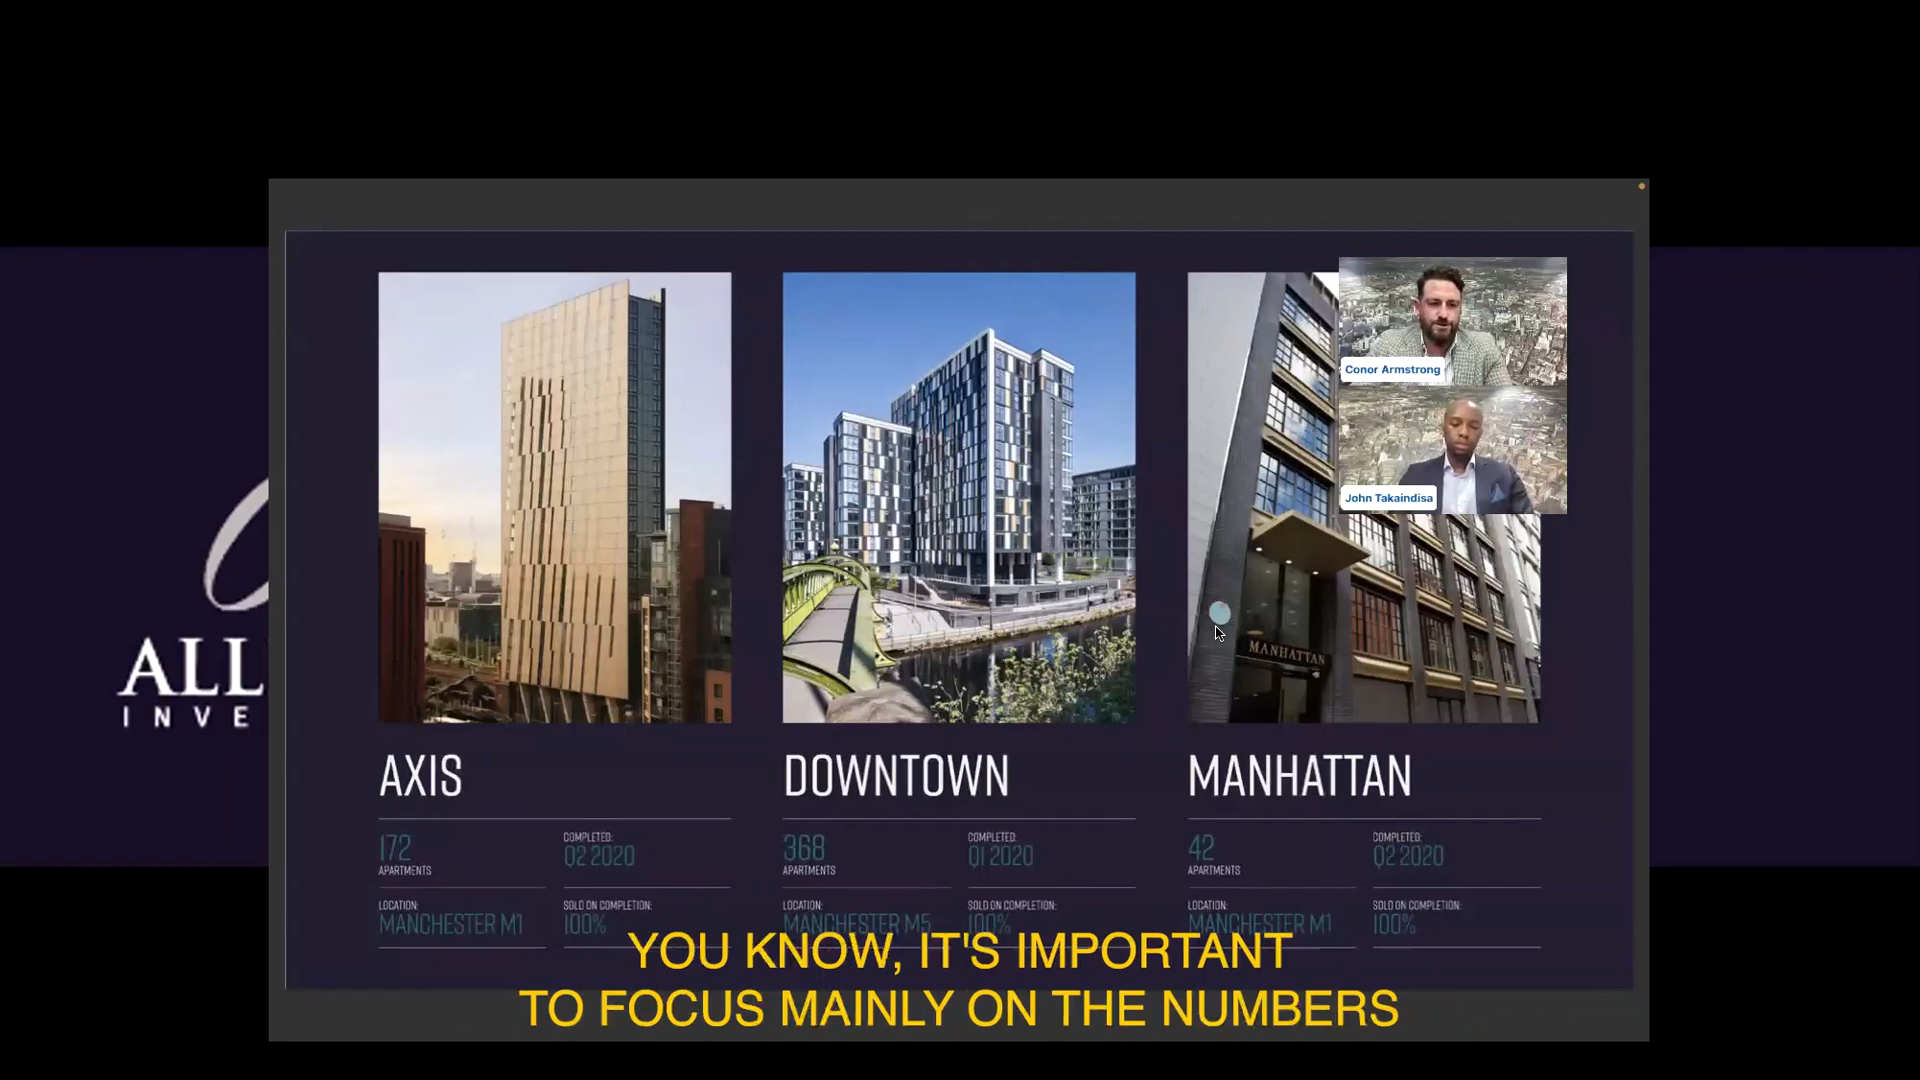 ALL
INVE
Conor Armstrong
John Takaindisa
MANHATTAN
AXIS
172
APARTMENTS
COMPLETED:
Q2 2020
LOCATION:
MANCHESTER M1
SOLD ON COMPLETION:
100%
DOWNTOWN
368
APARTMENTS
COMPLETED:
Q1 2020
LOCATION:
MANCHESTER M5
SOLD ON COMPLETION:
100%
MANHATTAN
42
APARTMENTS
COMPLETED:
Q2 2020
LOCATION:
MANCHESTER M1
SOLD ON COMPLETION:
100%
YOU KNOW, IT'S IMPORTANT
TO FOCUS MAINLY ON THE NUMBERS